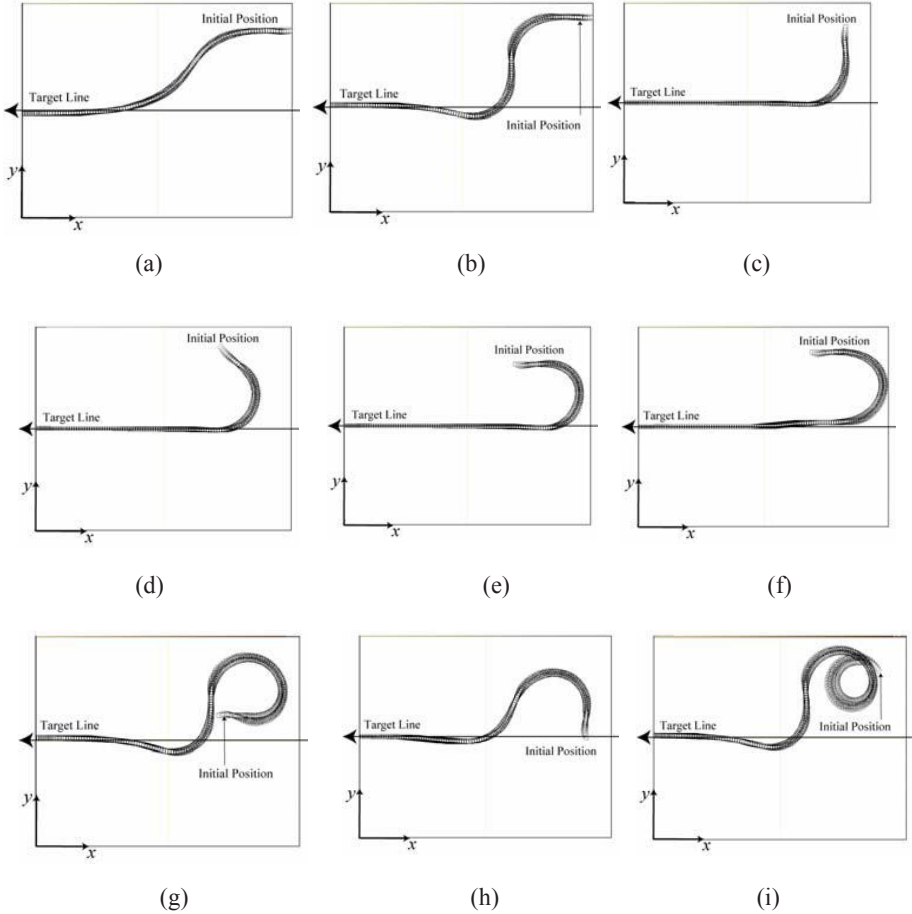 Initial Position
Target Line
y
x
(a)
Target Line
Initial Position
y
x
(b)
Initial Position
Target Line
y
x
(c)
Initial Position
Target Line
y
x
(d)
Initial Position
Target Line
y
x
(e)
Initial Position
Target Line
y
x
(f)
Target Line
Initial Position
y
x
(g)
Target Line
Initial Position
y
x
(h)
Target Line
Initial Position
y
x
(i)